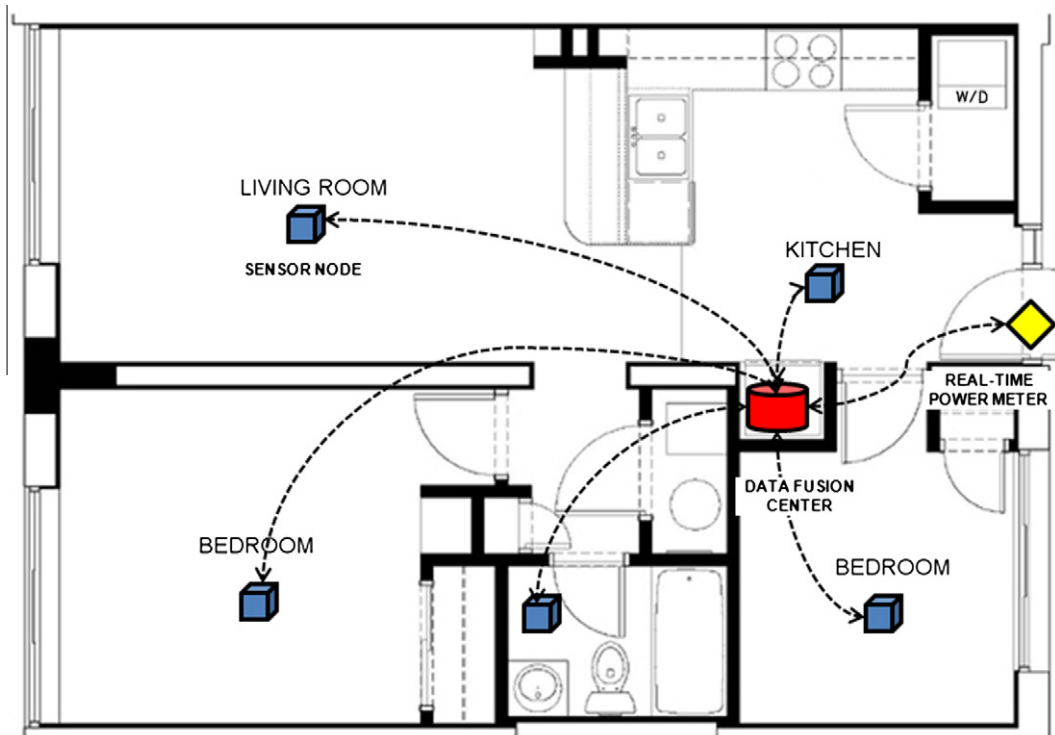 W/D
LIVING ROOM
SENSOR NODE
KITCHEN
REAL-TIME
POWER METER
DATA FUSION
CENTER
BEDROOM
BEDROOM